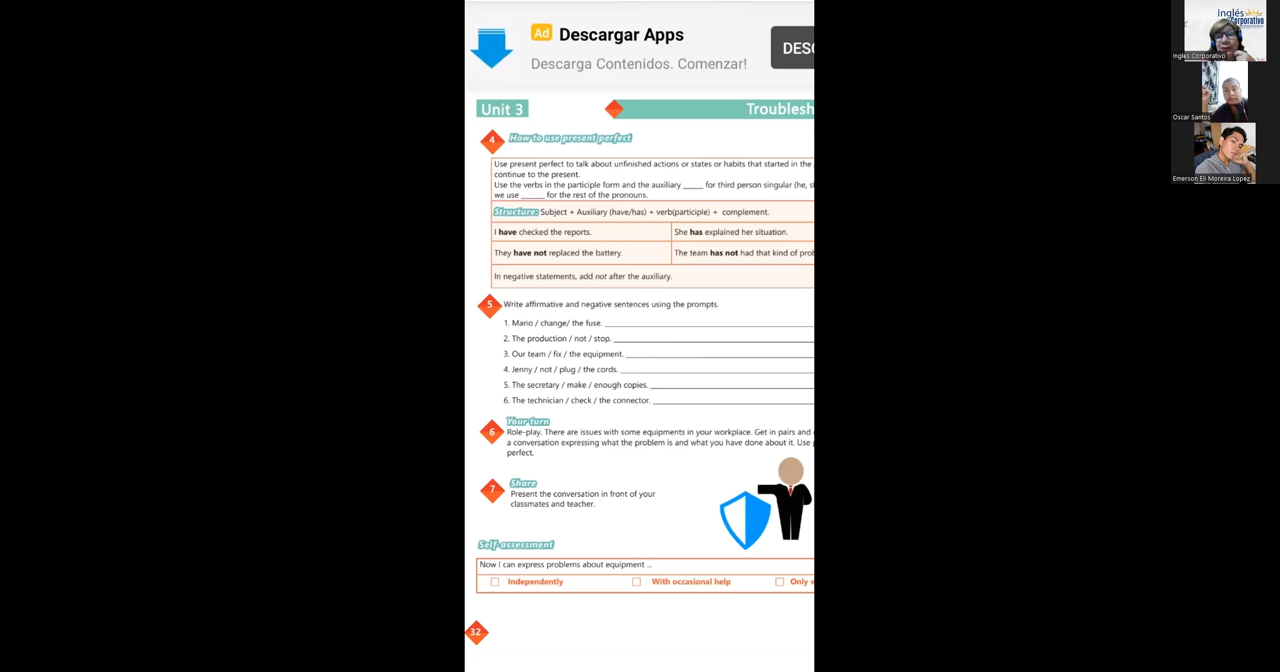 Ad Descargar Apps
Descarga Contenidos. Comenzar!
Unit 3
4 How to use present perfect
Use present perfect to talk about unfinished actions or states or habits that started in the
continue to the present.
Use the verbs in the participle form and the auxiliary _____ for third person singular (he,
we use ______ for the rest of the pronouns.
Structure: Subject + Auxiliary (have/has) + verb(participle) + complement.
I have checked the reports.
She has explained her situation.
They have not replaced the battery.
The team has not had that kind of
In negative statements, add not after the auxiliary.
5 Write affirmative and negative sentences using the prompts.
1. Mario / change/ the fuse.
2. The production / not / stop.
3. Our team / fix / the equipment.
4. Jenny / not / plug / the cords.
5. The secretary / make / enough copies.
6. The technician / check / the connector.
6 Your turn
Role-play. There are issues with some equipments in your workplace. Get in pairs and
a conversation expressing what the problem is and what you have done about it. Use
perfect.
7 Share
Present the conversation in front of your
classmates and teacher.
Self-assessment
Now I can express problems about equipment ...
Independently
With occasional help
Only
32
Inglés
Corporativo
Inglés Corporativo
Oscar Santos
Emerson Eli Moreira Lopez